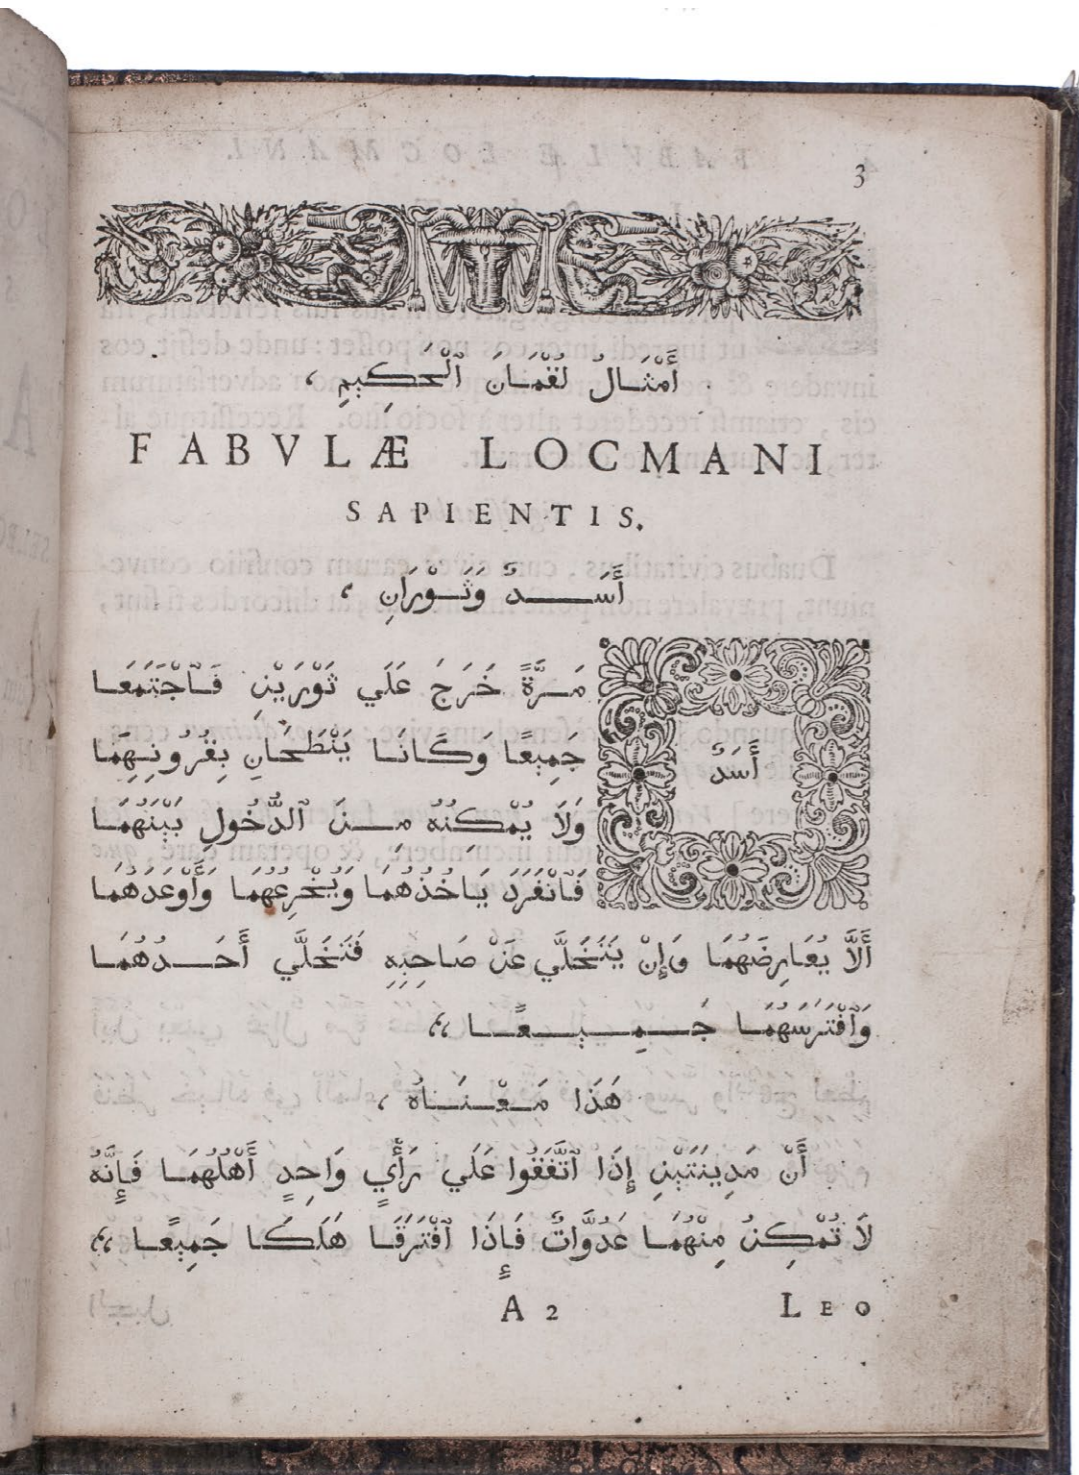 3
أَمْثَالُ لُقْمَانَ ٱلْحَكِيمِ ،
FABVLÆ LOCMANI
SAPIENTIS.
أَسَدٌ وَثَوْرَانِ ،
أَسَدٌ
مَرَّةً خَرَجَ عَلَي ثَوْرَيْنِ فَٱجْتَمَعَا
جَمِيعًا وَكَانَا يَنْطَحَانِ بِقُرُونِهِمَا
وَلَا يُمْكِنُهُ مِنَ ٱلدُّخُولِ بَيْنَهُمَا
فَٱنْفَرَدَ يَاخُذُهُمَا وَيُخْرِعُهُمَا وَأَوْعَدَهُمَا
أَلَّا يُعَارِضَهُمَا وَإِنْ يَتَخَلَّي عَنْ صَاحِبِهِ فَتَخَلَّي أَحَدُهُمَا
وَٱفْتَرَسَهُمَا جَمِيعًا ،،
هَذَا مَعْنَاهُ ،
أَنْ مَدِينَتَيْنِ إِذَا ٱتَّفَقُوا عَلَي رَأْيٍ وَاحِدٍ أَهْلُهُمَا فَإِنَّهُ
لَا تُمْكِنُ مِنْهُمَا عَدُوَّاتٌ فَإِذَا ٱفْتَرَقَا هَلَكَا جَمِيعًا ،،
A 2
LEO